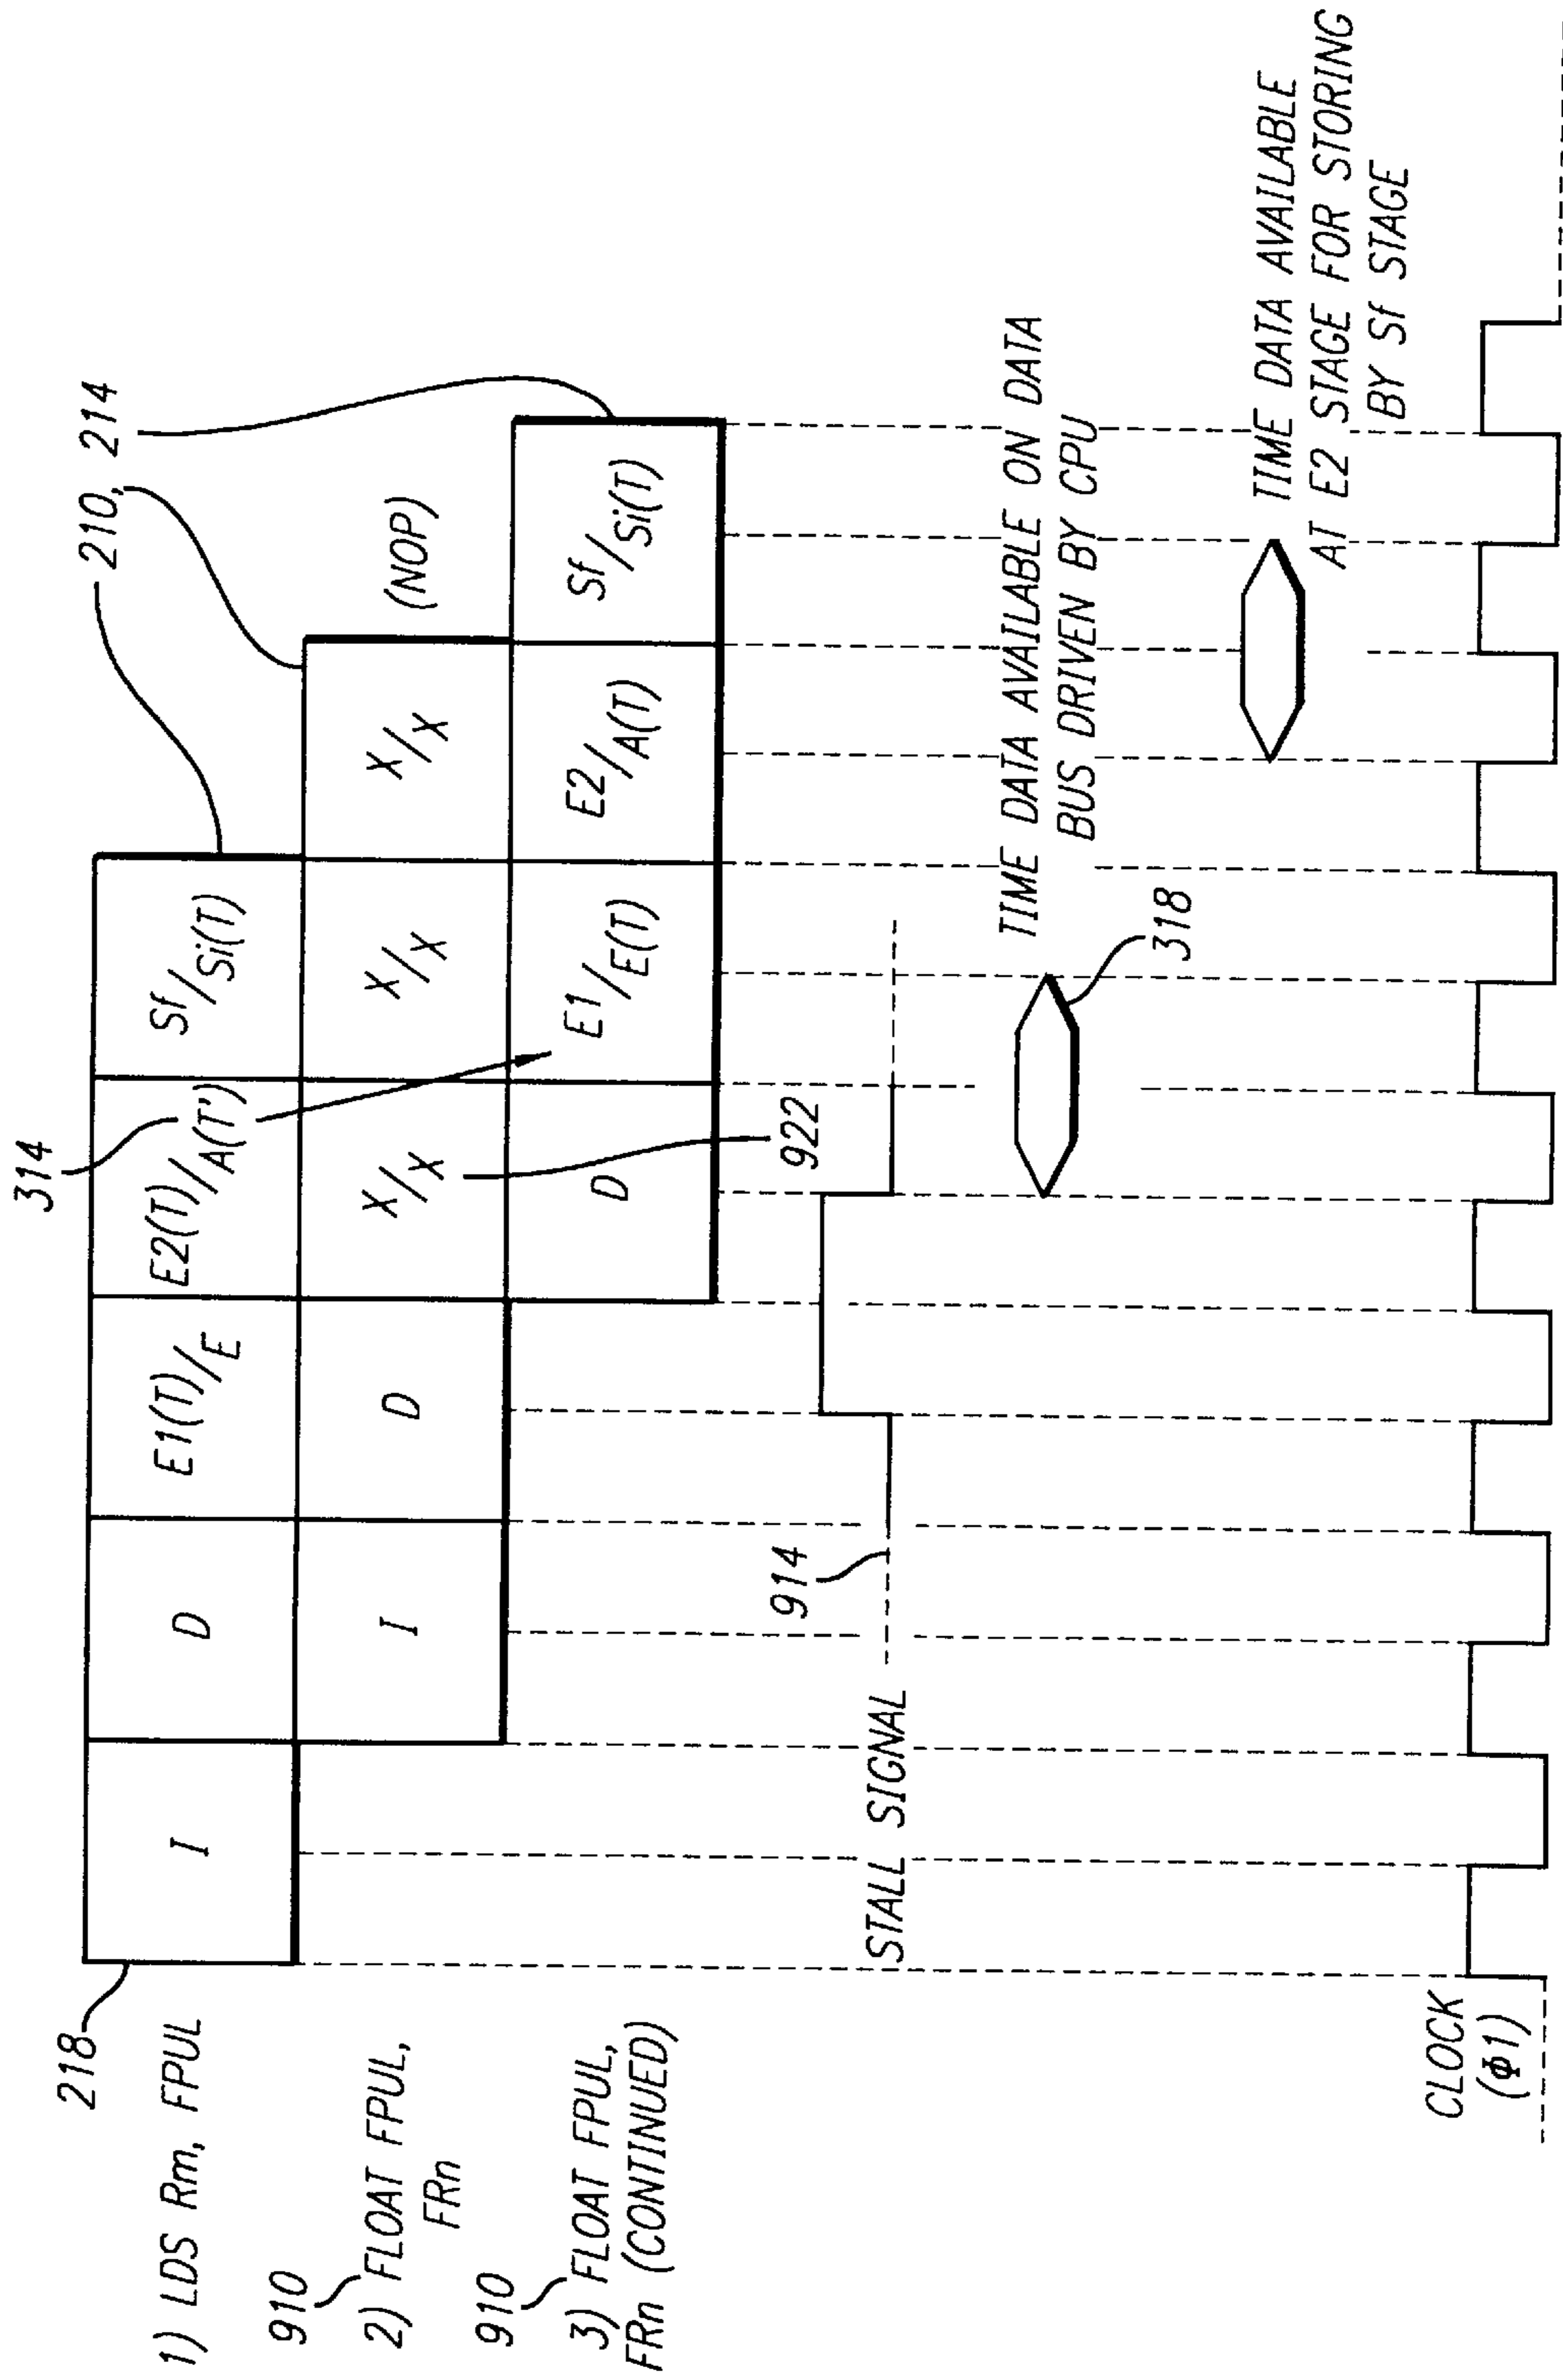 218
210, 214
314
1) LDS Rm, FPUL
I
D
E1(T)/E
E2(T)/A(T')
Sf/Si(T)
910
2) FLOAT FPUL,
FRn
I
D
X/X
X/X
X/X
(NOP)
910
3) FLOAT FPUL,
FRn (CONTINUED)
D
E1/E(T)
E2/A(T)
Sf/Si(T)
922
914
STALL SIGNAL
TIME DATA AVAILABLE ON DATA
BUS DRIVEN BY CPU
318
TIME DATA AVAILABLE
AT E2 STAGE FOR STORING
BY Sf STAGE
CLOCK
(Φ1)